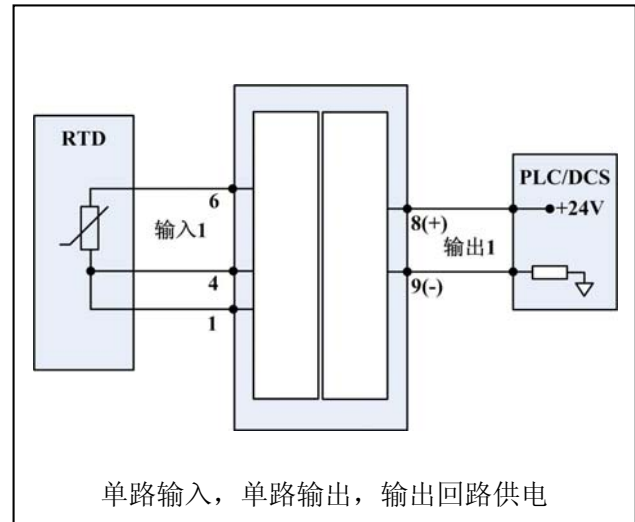 RTD
PLC/DCS
6
8(+)
+24V
输入1
输出1
4
9(-)
1
单路输入，单路输出，输出回路供电